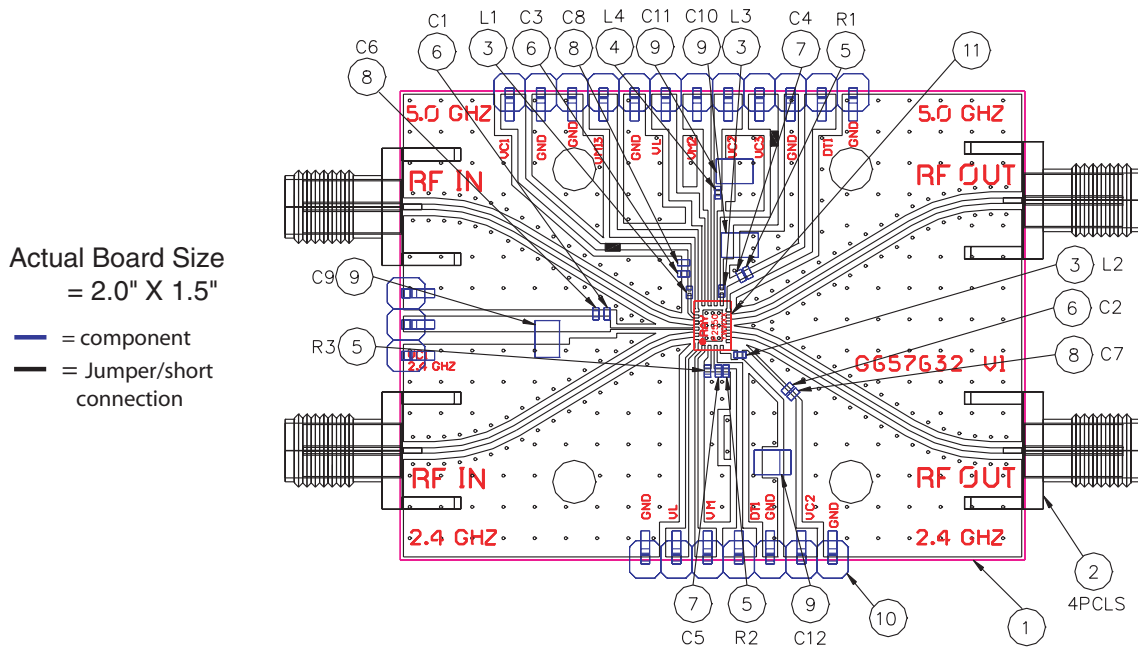 C1 L1 C3 C8 L4 C11 C10 L3 C4 R1
C6 6 3 6 8 4 9 9 3 7 5 11
8
5.0 GHZ 5.0 GHZ
VC1 GND GND VM3 GND VL VM2 VC2 VC3 GND DT1 GND
RF IN RF OUT
Actual Board Size
= 2.0" X 1.5"
= component
= Jumper/short
connection
C9 9
R3 5
VC1
2.4 GHZ
3 L2
6 C2
8 C7
GG57632 V1
RF IN RF OUT
GND VL VM DT1 GND VC2 GND
2.4 GHZ 2.4 GHZ
7 5 9 10 1 2
C5 R2 C12 4PCLS